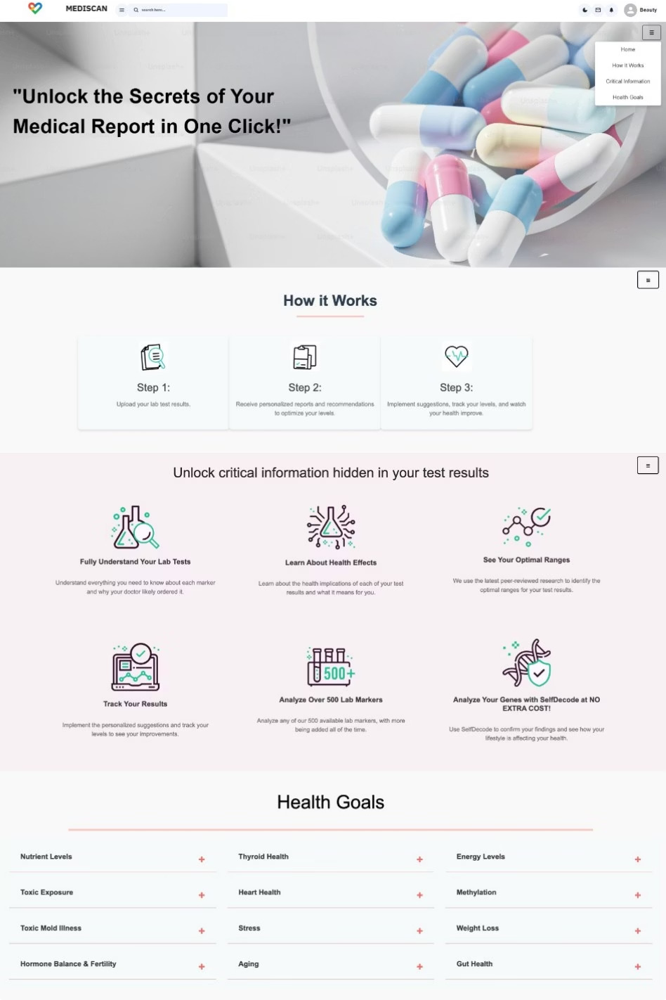 MEDISCAN
search here...
Beauty
Home
How It Works
Critical Information
Health Goals
"Unlock the Secrets of Your
Medical Report in One Click!"
Unsplash+
How it Works
Step 1:
Upload your lab test results.
Step 2:
Receive personalized reports and recommendations
to optimize your levels.
Step 3:
Implement suggestions, track your levels, and watch
your health improve.
Unlock critical information hidden in your test results
Fully Understand Your Lab Tests
Understand everything you need to know about each marker
and why your doctor likely ordered it.
Learn About Health Effects
Learn about the health implications of each of your test
results and what it means for you.
See Your Optimal Ranges
We use the latest peer-reviewed research to identify the
optimal ranges for your test results.
Track Your Results
Implement the personalized suggestions and track your
levels to see your improvements.
500+
Analyze Over 500 Lab Markers
Analyze any of our 500 available lab markers, with more
being added all of the time.
Analyze Your Genes with SelfDecode at NO
EXTRA COST!
Use SelfDecode to confirm your findings and see how your
lifestyle is affecting your health.
Health Goals
Nutrient Levels +
Thyroid Health +
Energy Levels +
Toxic Exposure +
Heart Health +
Methylation +
Toxic Mold Illness +
Stress +
Weight Loss +
Hormone Balance & Fertility +
Aging +
Gut Health +